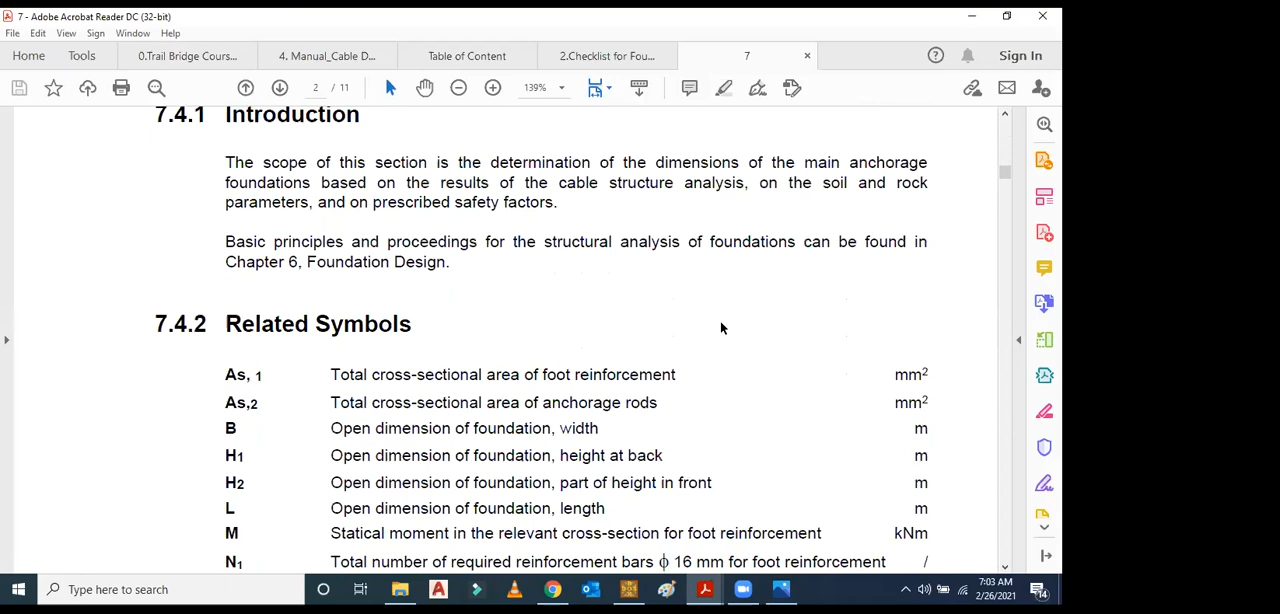 7 - Adobe Acrobat Reader DC (32-bit)
File Edit View Sign Window Help
Home Tools 0.Trail Bridge Cours... 4. Manual_Cable D... Table of Content 2.Checklist for Fou... 7 × Sign In
2 / 11 139%
7.4.1 Introduction
The scope of this section is the determination of the dimensions of the main anchorage
foundations based on the results of the cable structure analysis, on the soil and rock
parameters, and on prescribed safety factors.
Basic principles and proceedings for the structural analysis of foundations can be found in
Chapter 6, Foundation Design.
7.4.2 Related Symbols
As, 1 Total cross-sectional area of foot reinforcement mm²
As,2 Total cross-sectional area of anchorage rods mm²
B Open dimension of foundation, width m
H1 Open dimension of foundation, height at back m
H2 Open dimension of foundation, part of height in front m
L Open dimension of foundation, length m
M Statical moment in the relevant cross-section for foot reinforcement kNm
N1 Total number of required reinforcement bars ϕ 16 mm for foot reinforcement /
Type here to search
7:03 AM
2/26/2021
14